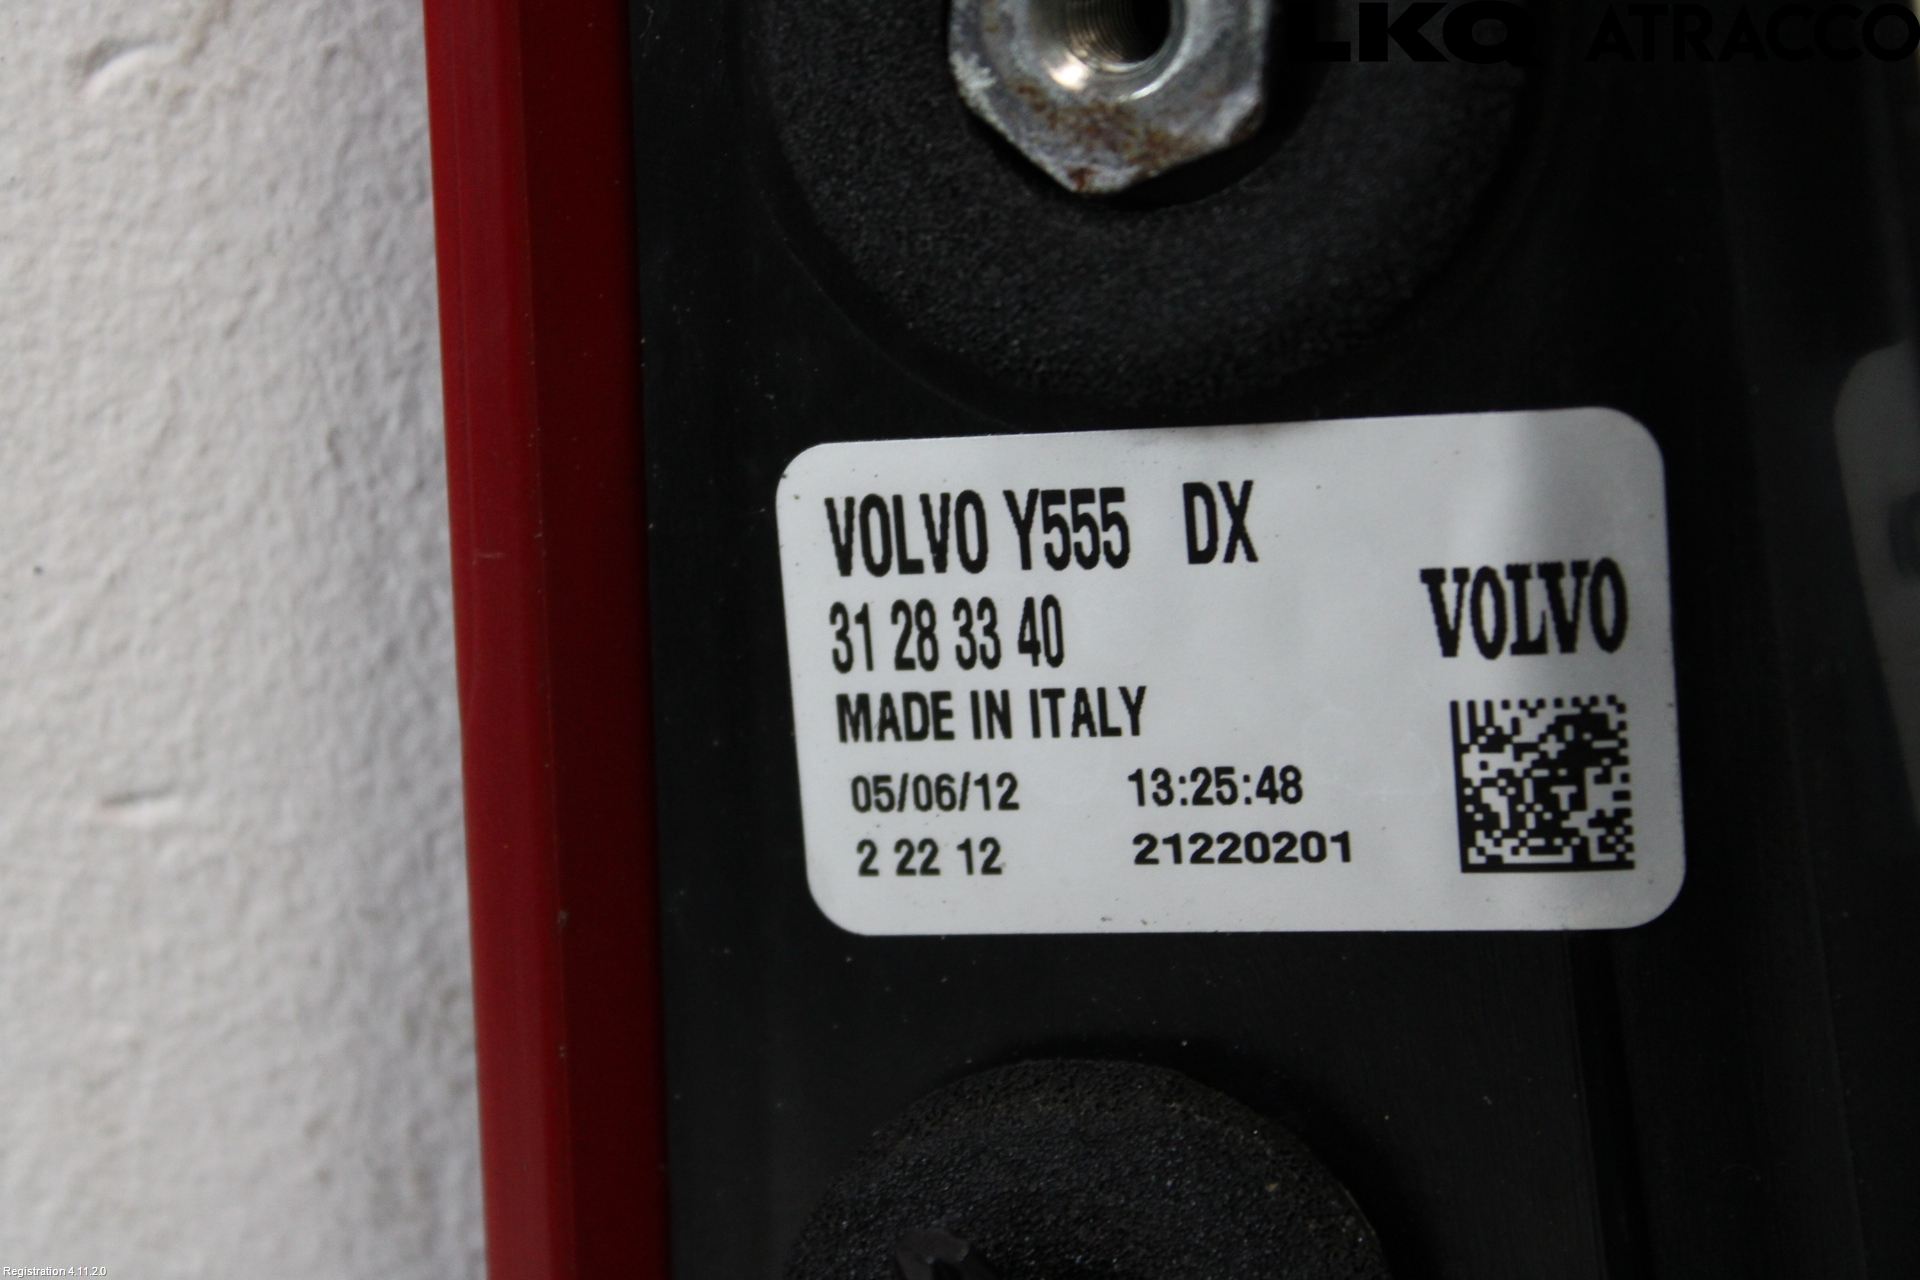 LKQ ATRACCO
VOLVO Y555 DX
31 28 33 40
VOLVO
MADE IN ITALY
05/06/12 13:25:48
2 22 12 21220201
Registration 4.11.2.0